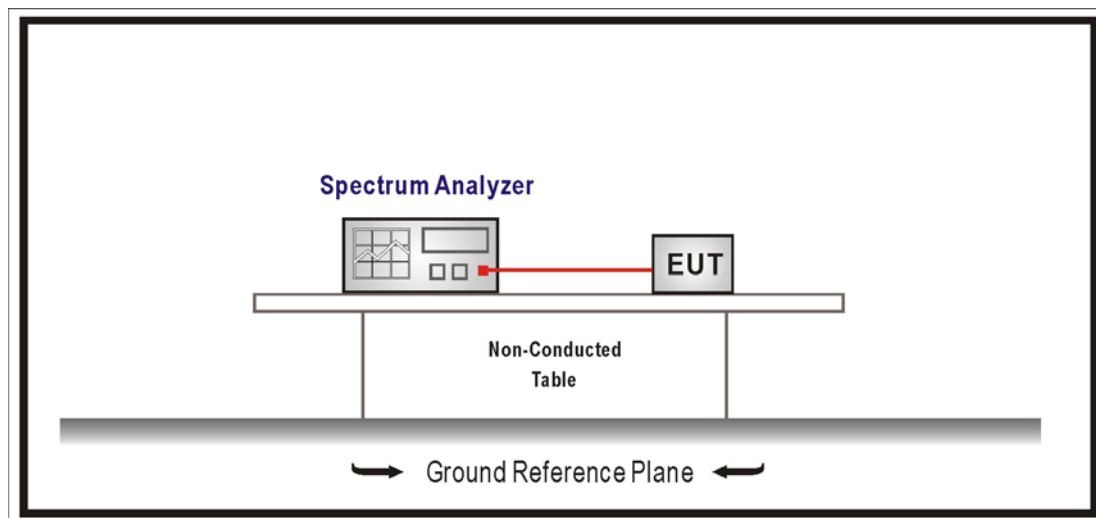 Spectrum Analyzer
EUT
Non-Conducted
Table
Ground Reference Plane